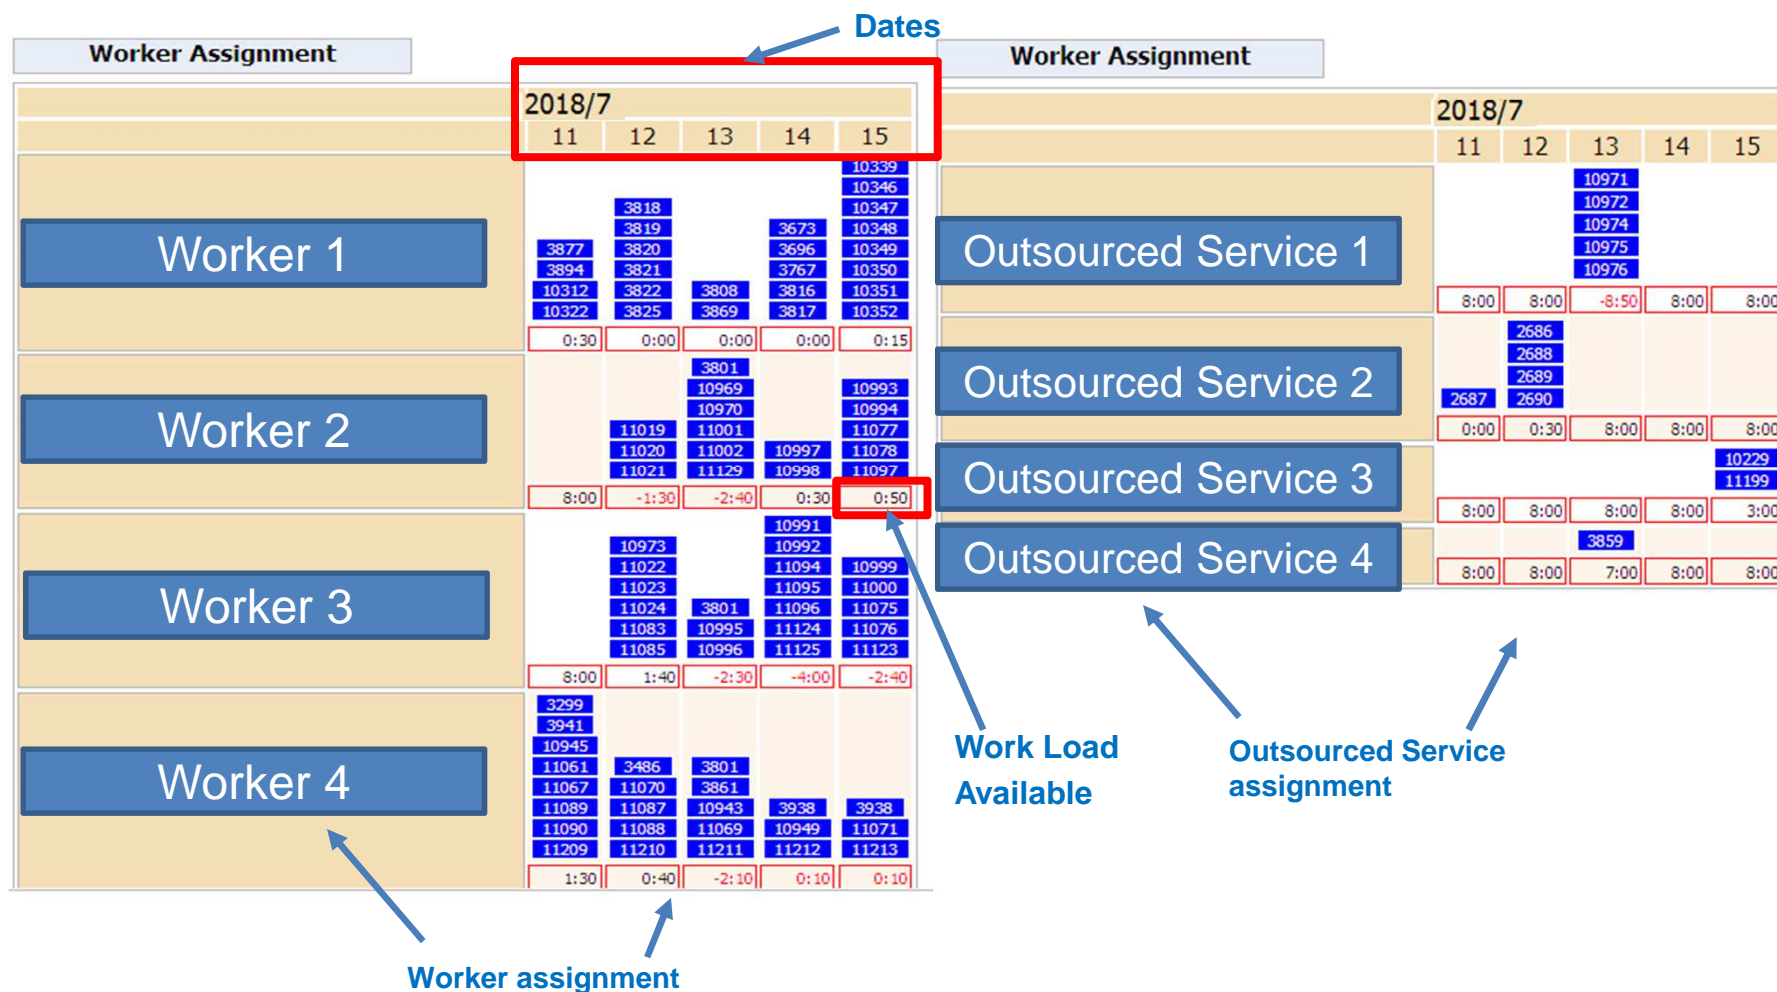 Dates
Worker Assignment
2018/7
11 12 13 14 15
Worker 1
10339
10346
3818 10347
3819 3673 10348
3877 3820 3696 10349
3894 3821 3767 10350
10312 3822 3808 3816 10351
10322 3825 3869 3817 10352
0:30 0:00 0:00 0:00 0:15
Worker 2
3801
10969 10993
10970 10994
11019 11001 11077
11020 11002 10997 11078
11021 11129 10998 11097
8:00 -1:30 -2:40 0:30 0:50
Worker 3
10991
10973 10992
11022 11094 10999
11023 11095 11000
11024 3801 11096 11075
11083 10995 11124 11076
11085 10996 11125 11123
8:00 1:40 -2:30 -4:00 -2:40
Worker 4
3299
3941
10945
11061 3486 3801
11067 11070 3861
11089 11087 10943 3938 3938
11090 11088 11069 10949 11071
11209 11210 11211 11212 11213
1:30 0:40 -2:10 0:10 0:10
Worker assignment
Work Load
Available
Worker Assignment
2018/7
11 12 13 14 15
Outsourced Service 1
10971
10972
10974
10975
10976
8:00 8:00 -8:50 8:00 8:00
Outsourced Service 2
2686
2688
2689
2687 2690
0:00 0:30 8:00 8:00 8:00
Outsourced Service 3
10229
11199
8:00 8:00 8:00 8:00 3:00
Outsourced Service 4
3859
8:00 8:00 7:00 8:00 8:00
Outsourced Service
assignment